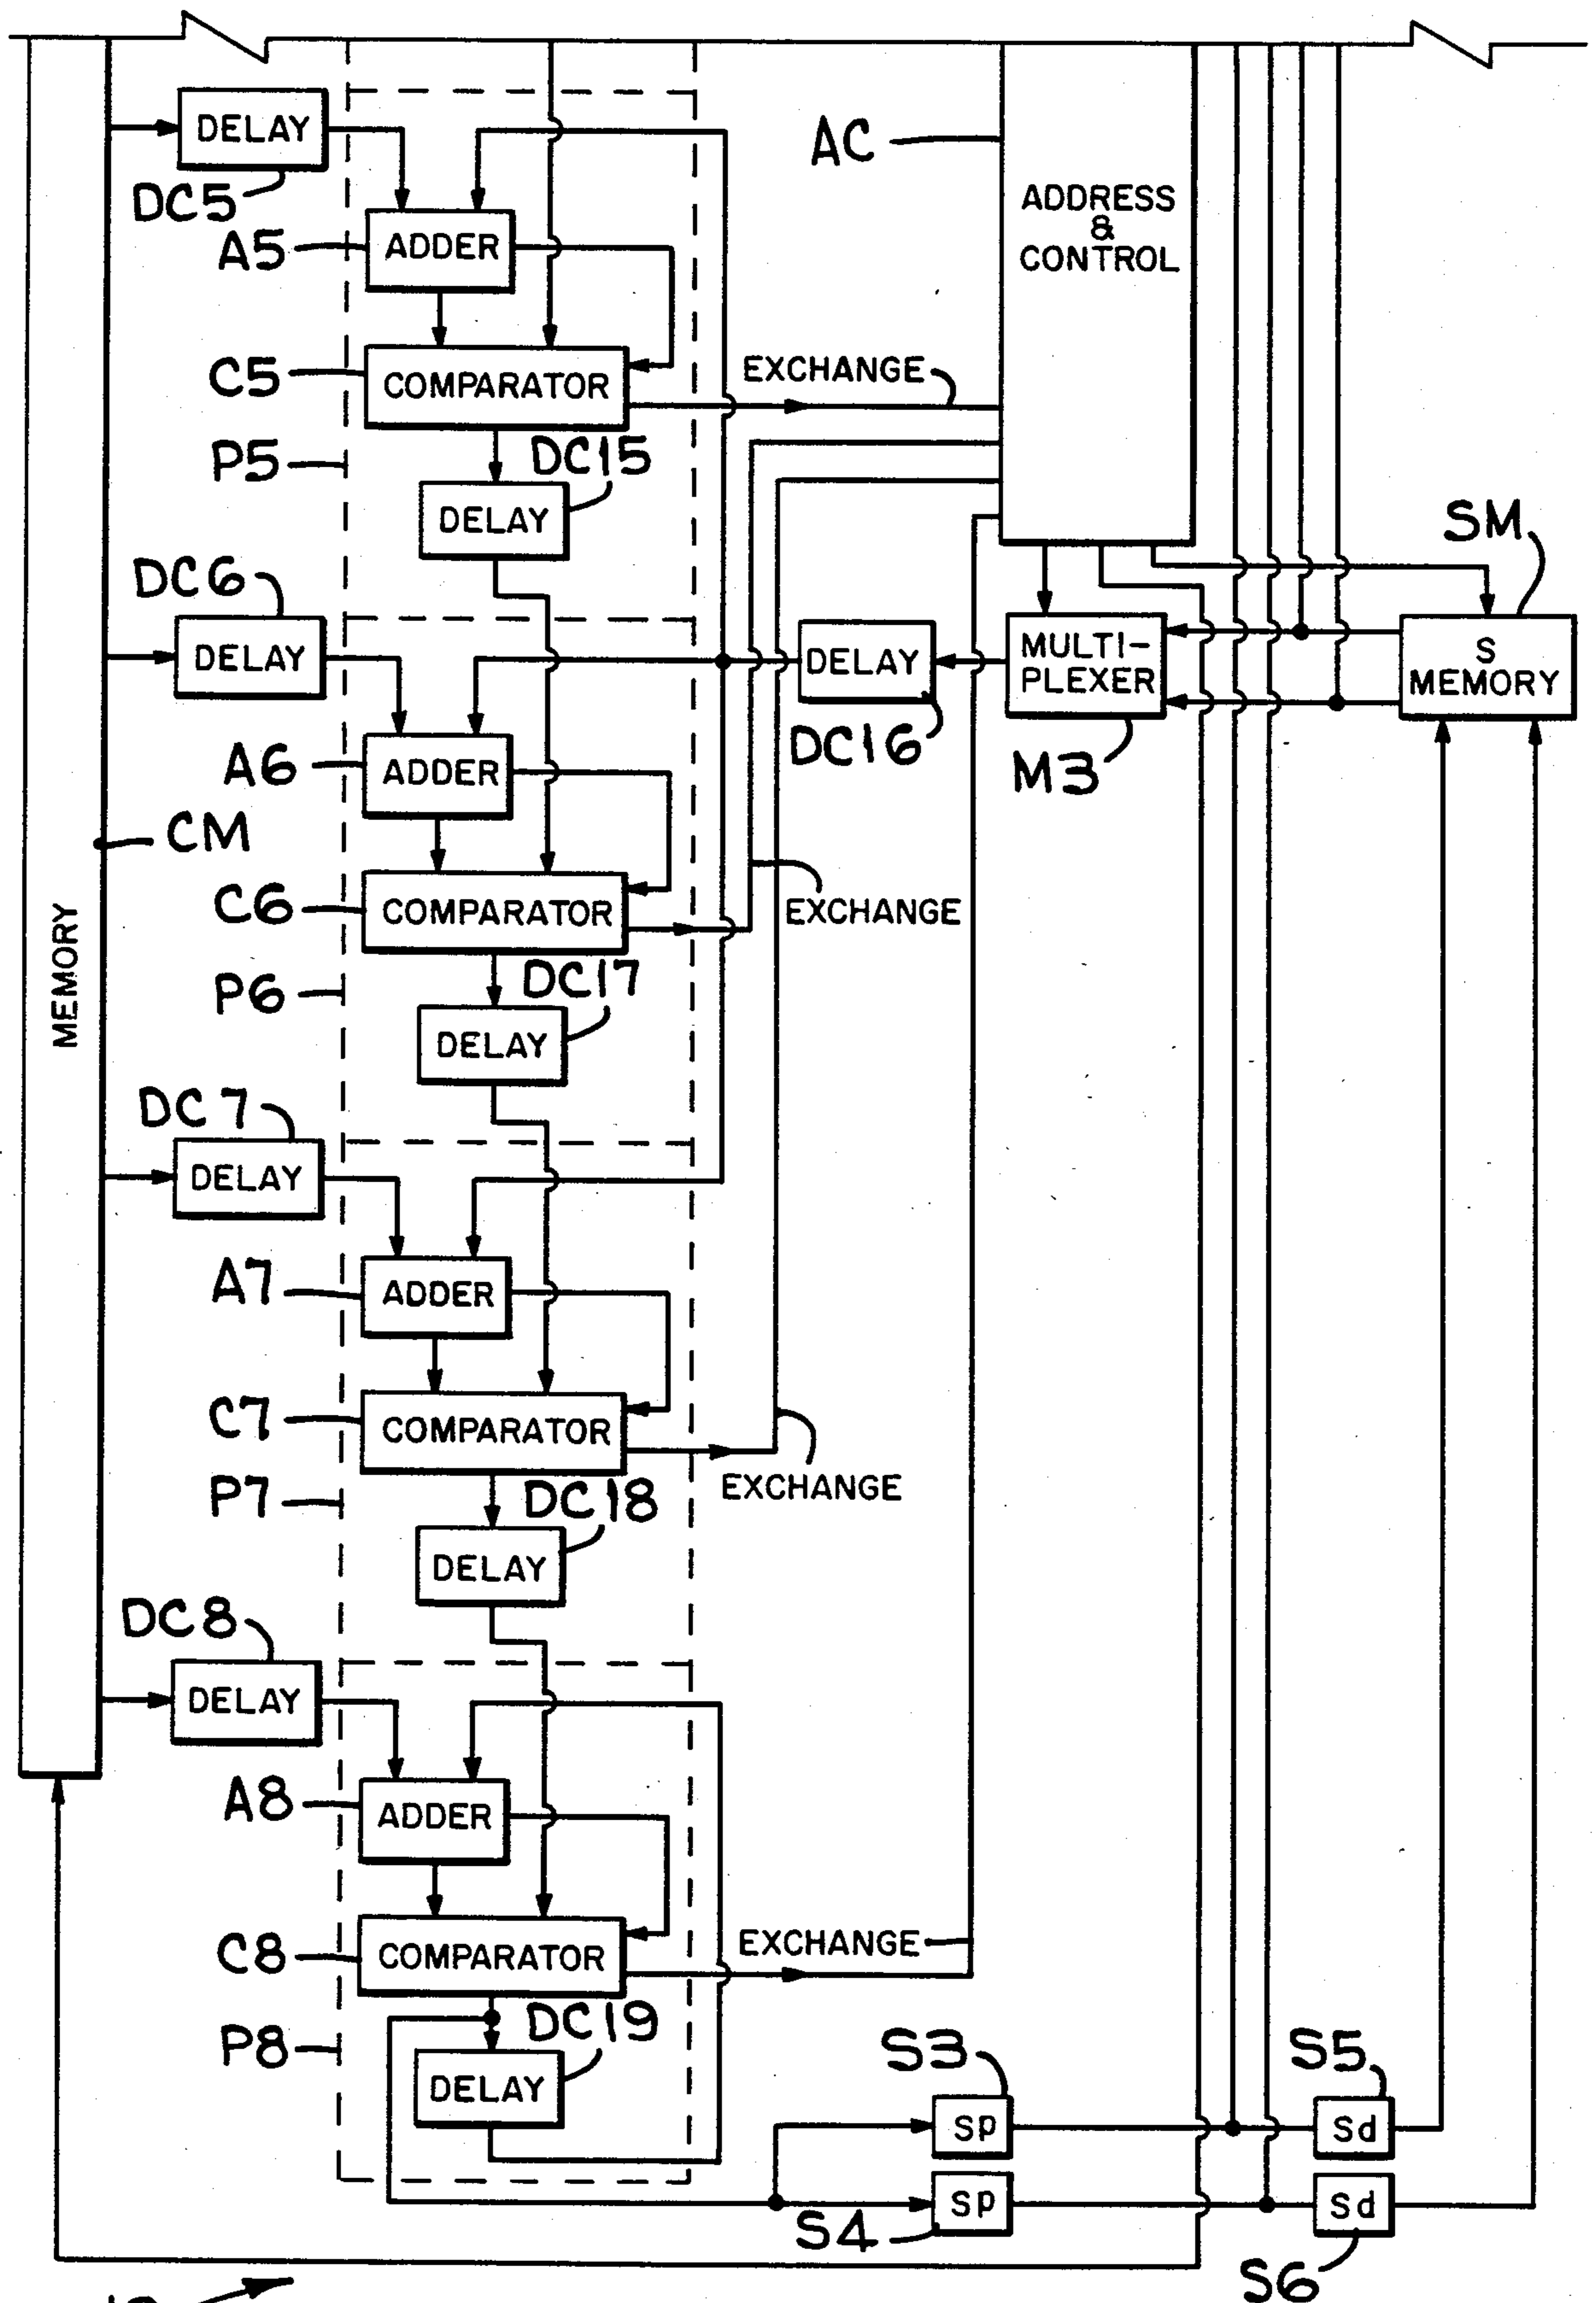 DELAY
DC5
AC
ADDRESS
&
CONTROL
A5
ADDER
C5
COMPARATOR
EXCHANGE
P5
DC15
DELAY
SM
DC6
DELAY
DELAY
MULTI-
PLEXER
S
MEMORY
DC16
M3
A6
ADDER
CM
C6
COMPARATOR
EXCHANGE
MEMORY
P6
DC17
DELAY
DC7
DELAY
A7
ADDER
C7
COMPARATOR
EXCHANGE
P7
DC18
DELAY
DC8
DELAY
A8
ADDER
C8
COMPARATOR
EXCHANGE
P8
DC19
DELAY
S3
S5
Sp
Sd
Sp
Sd
S4
S6